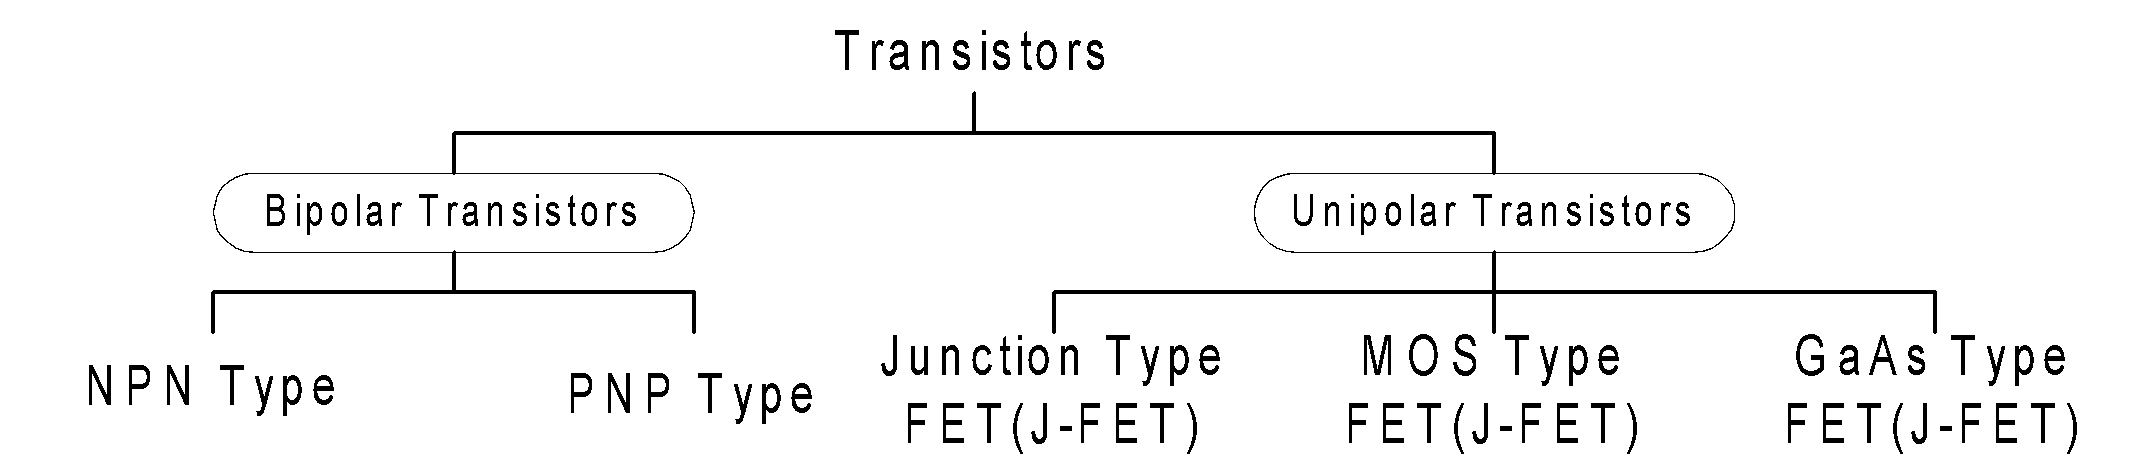 Transistors
Bipolar Transistors
Unipolar Transistors
NPN Type
PNP Type
Junction Type
FET(J-FET)
MOS Type
FET(J-FET)
GaAs Type
FET(J-FET)